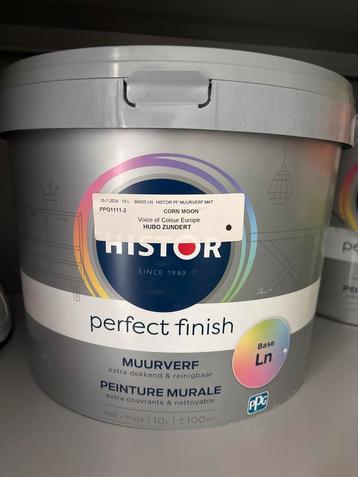 15-7-2024 10 L BASIS LN HISTOR PF MUURVERF MAT
PPG1111-2 CORN MOON
Voice of Colour Europe
HUBO ZUNDERT
HISTOR
SINCE 1949
perfect finish
MUURVERF
extra dekkend & reinigbaar
PEINTURE MURALE
extra couvrante & nettoyable
mat - mate | 10L | ± 100m²
Base
Ln
PPG